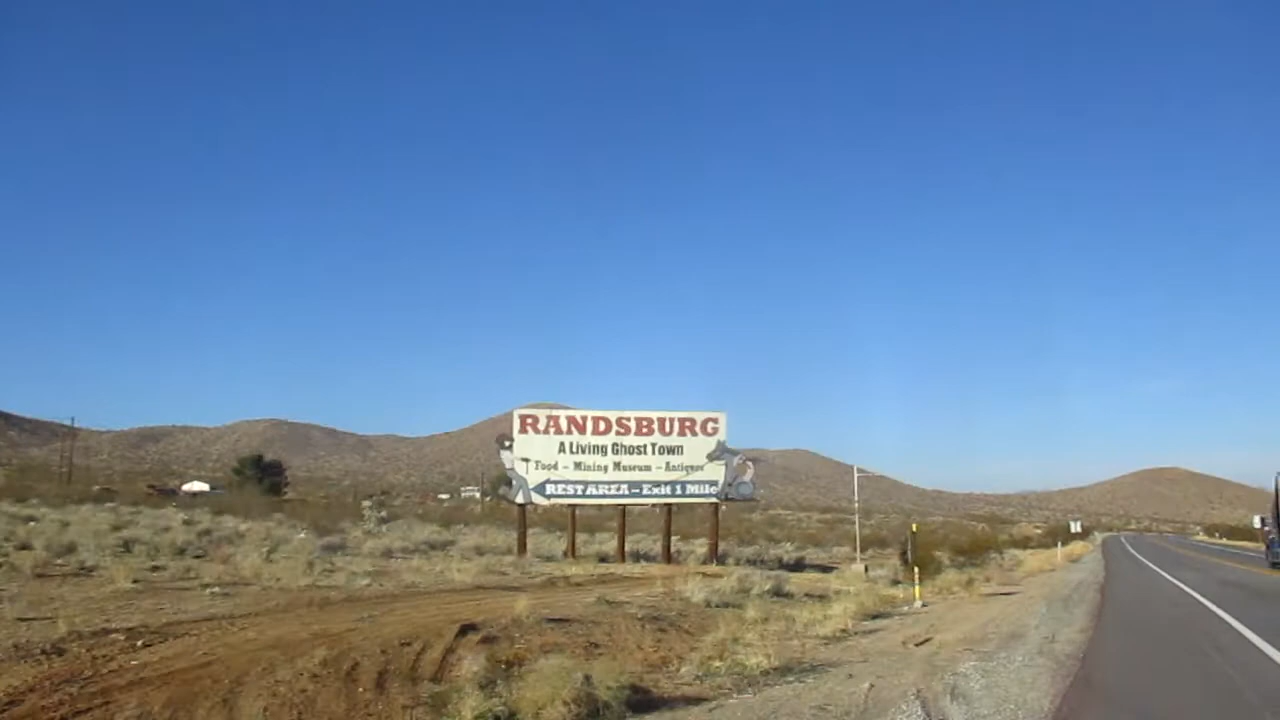 RANDSBURG
A Living Ghost Town
Food - Mining Museum - Antiques
REST AREA - Exit 1 Mile